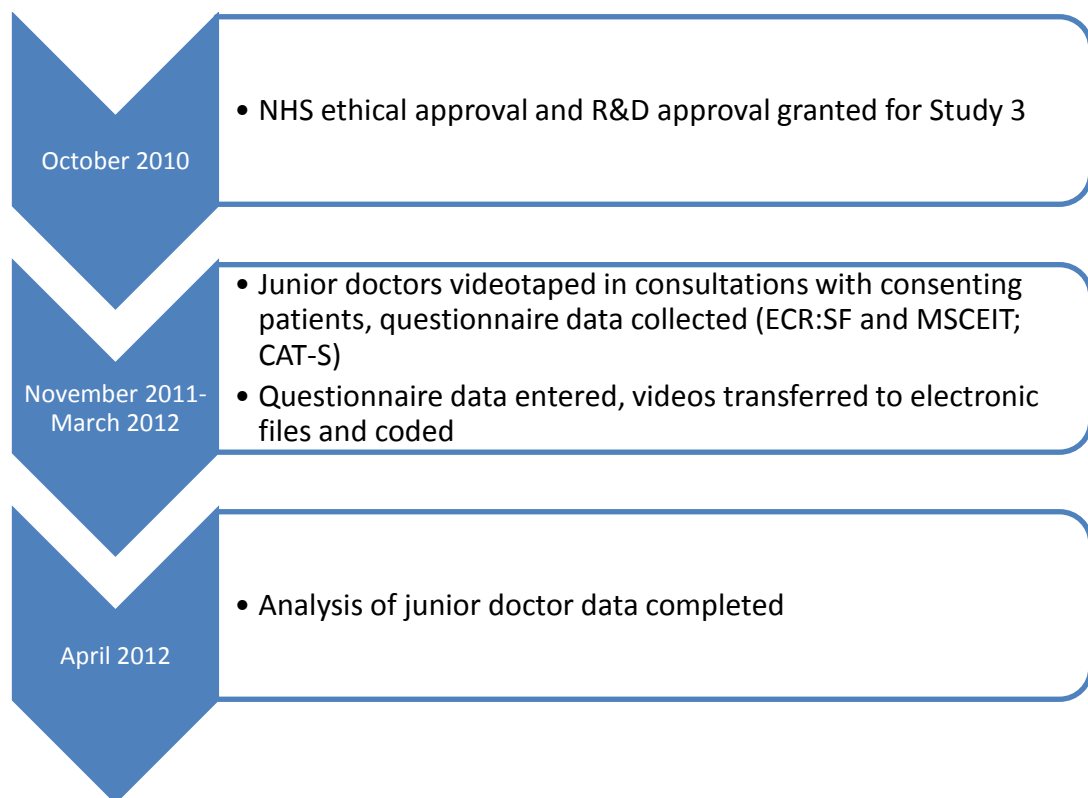 October 2010
• NHS ethical approval and R&D approval granted for Study 3
November 2011-
March 2012
• Junior doctors videotaped in consultations with consenting
patients, questionnaire data collected (ECR:SF and MSCEIT;
CAT-S)
• Questionnaire data entered, videos transferred to electronic
files and coded
April 2012
• Analysis of junior doctor data completed